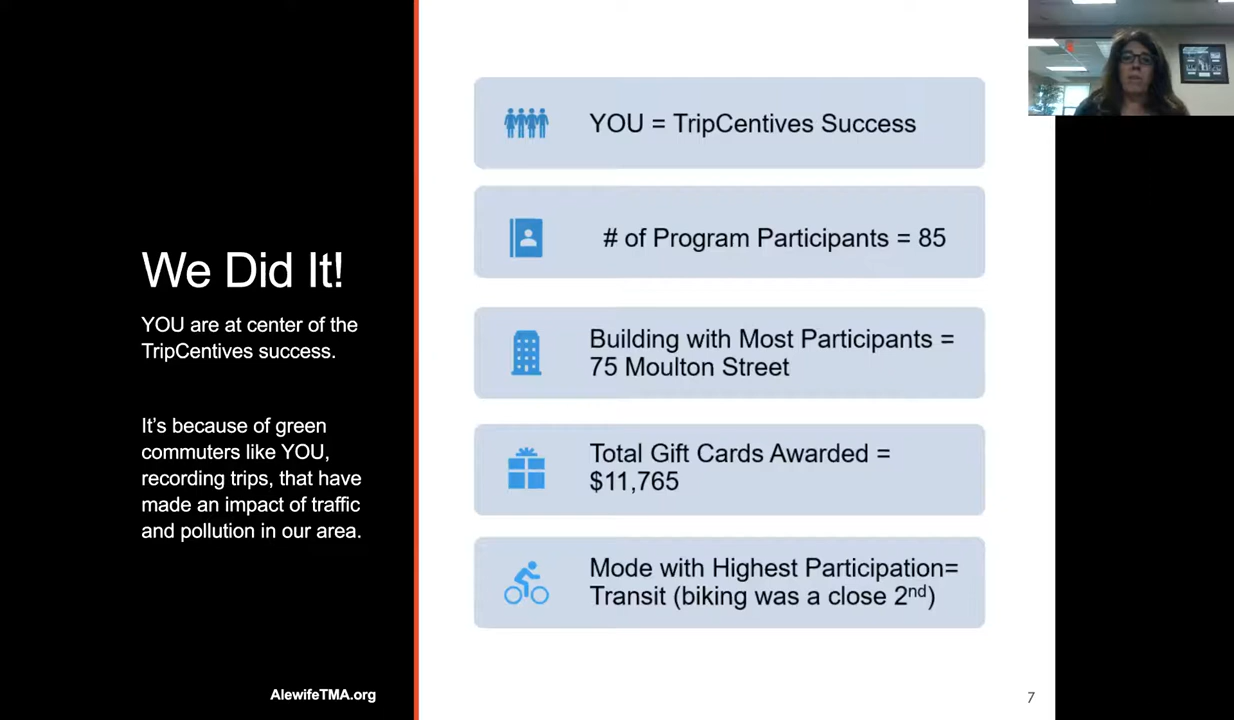 We Did It!
YOU are at center of the
TripCentives success.
It’s because of green
commuters like YOU,
recording trips, that have
made an impact of traffic
and pollution in our area.
AlewifeTMA.org
YOU = TripCentives Success
# of Program Participants = 85
Building with Most Participants =
75 Moulton Street
Total Gift Cards Awarded =
$11,765
Mode with Highest Participation=
Transit (biking was a close 2nd)
7